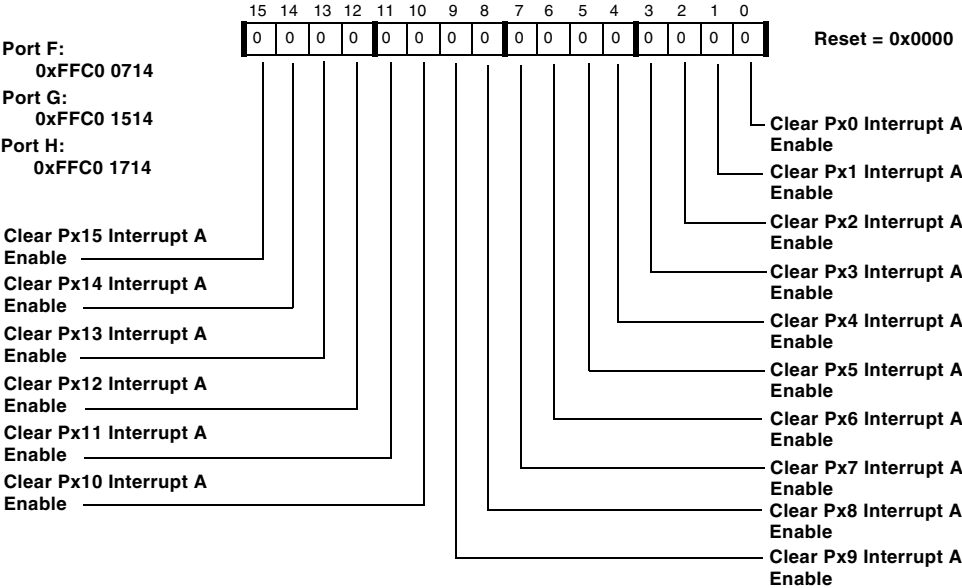 15 14 13 12 11 10 9 8 7 6 5 4 3 2 1 0
0 0 0 0 0 0 0 0 0 0 0 0 0 0 0 0
Reset = 0x0000
Port F:
0xFFC0 0714
Port G:
0xFFC0 1514
Port H:
0xFFC0 1714
Clear Px15 Interrupt A
Enable
Clear Px14 Interrupt A
Enable
Clear Px13 Interrupt A
Enable
Clear Px12 Interrupt A
Enable
Clear Px11 Interrupt A
Enable
Clear Px10 Interrupt A
Enable
Clear Px0 Interrupt A
Enable
Clear Px1 Interrupt A
Enable
Clear Px2 Interrupt A
Enable
Clear Px3 Interrupt A
Enable
Clear Px4 Interrupt A
Enable
Clear Px5 Interrupt A
Enable
Clear Px6 Interrupt A
Enable
Clear Px7 Interrupt A
Enable
Clear Px8 Interrupt A
Enable
Clear Px9 Interrupt A
Enable